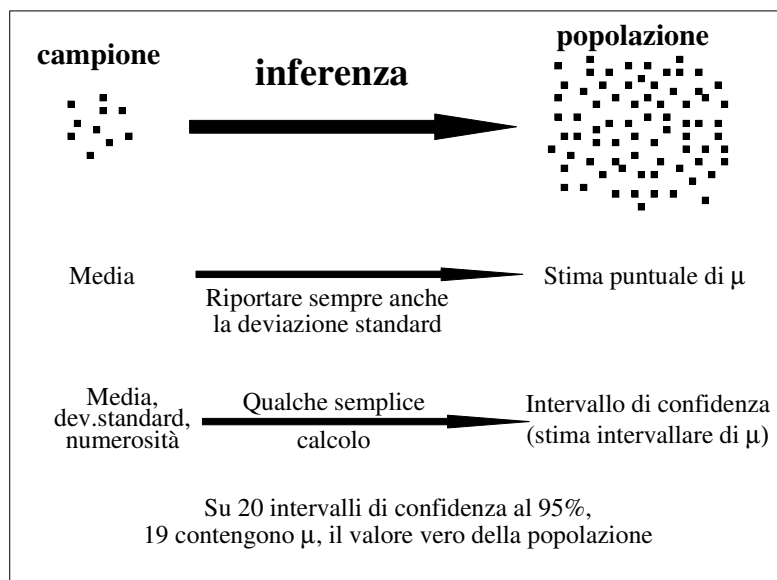 campione
inferenza
popolazione
Media
Riportare sempre anche
la deviazione standard
Stima puntuale di μ
Media,
dev.standard,
numerosità
Qualche semplice
calcolo
Intervallo di confidenza
(stima intervallare di μ)
Su 20 intervalli di confidenza al 95%,
19 contengono μ, il valore vero della popolazione